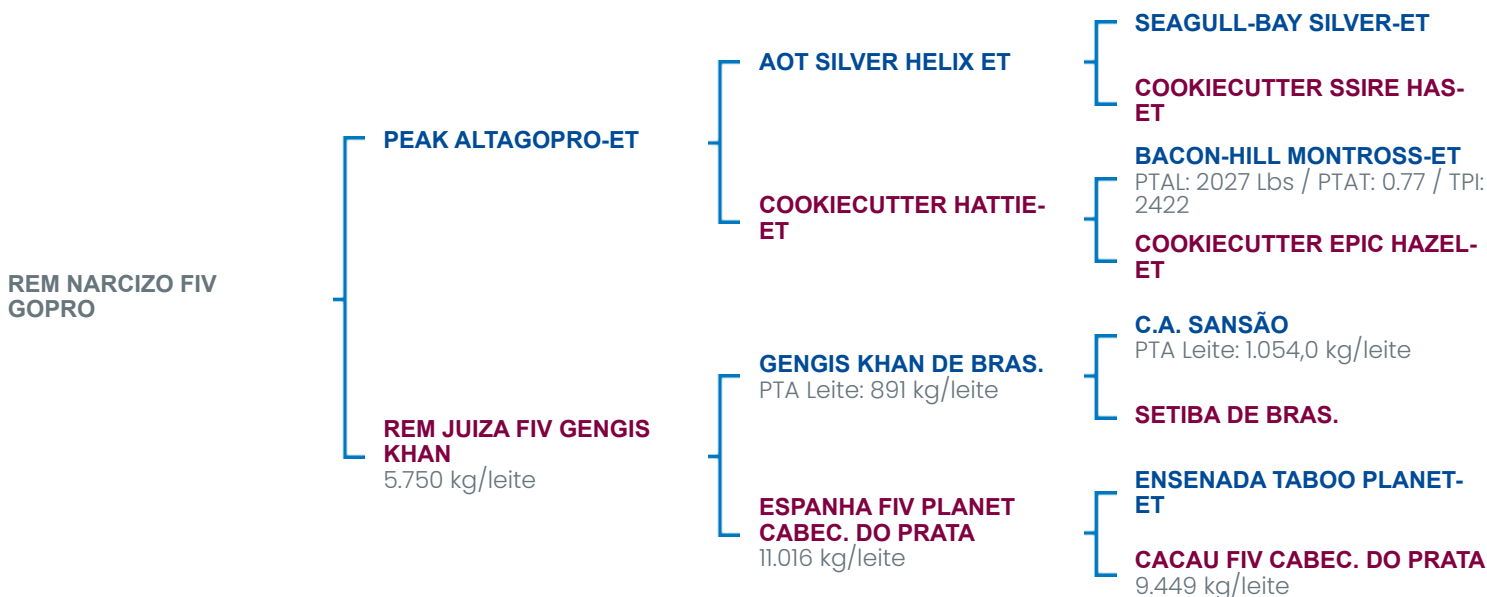 REM NARCIZO FIV
GOPRO
PEAK ALTAGOPRO-ET
REM JUIZA FIV GENGIS
KHAN
5.750 kg/leite
AOT SILVER HELIX ET
COOKIECUTTER HATTIE-
ET
GENGIS KHAN DE BRAS.
PTA Leite: 891 kg/leite
ESPANHA FIV PLANET
CABEC. DO PRATA
11.016 kg/leite
SEAGULL-BAY SILVER-ET
COOKIECUTTER SSIRE HAS-
ET
BACON-HILL MONTROSS-ET
PTAL: 2027 Lbs / PTAT: 0.77 / TPI:
2422
COOKIECUTTER EPIC HAZEL-
ET
C.A. SANSÃO
PTA Leite: 1.054,0 kg/leite
SETIBA DE BRAS.
ENSENADA TABOO PLANET-
ET
CACAU FIV CABEC. DO PRATA
9.449 kg/leite